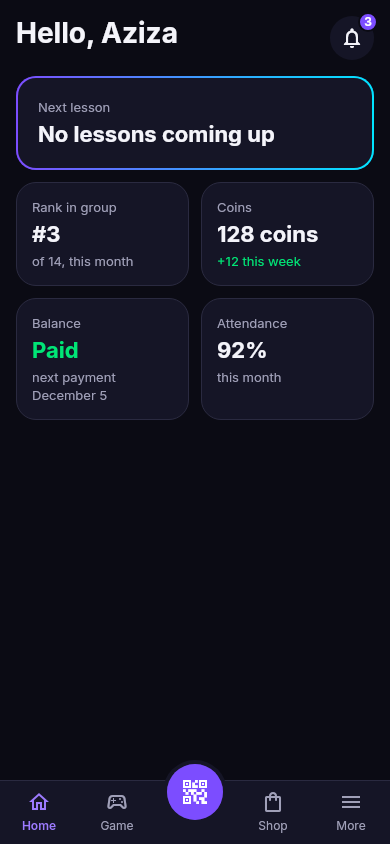 Hello, Aziza
3
Next lesson
No lessons coming up
Rank in group
#3
of 14, this month
Coins
128 coins
+12 this week
Balance
Paid
next payment
December 5
Attendance
92%
this month
Home
Game
Shop
More